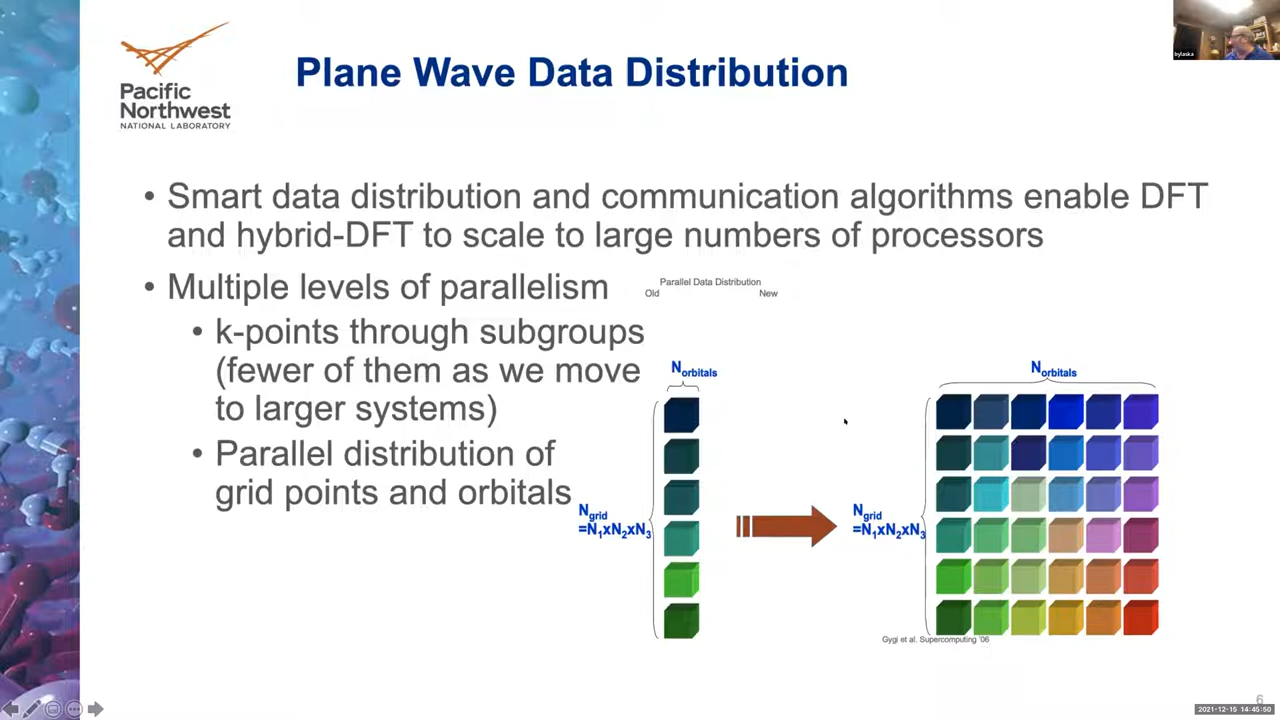 bylaska
Pacific
Northwest
NATIONAL LABORATORY
Plane Wave Data Distribution
• Smart data distribution and communication algorithms enable DFT
and hybrid-DFT to scale to large numbers of processors
• Multiple levels of parallelism
• k-points through subgroups
(fewer of them as we move
to larger systems)
• Parallel distribution of
grid points and orbitals
Parallel Data Distribution
Old New
Norbitals
Ngrid
=N1xN2xN3
Norbitals
Ngrid
=N1xN2xN3
Gygi et al. Supercomputing '06
6
2021-12-15 14:45:50